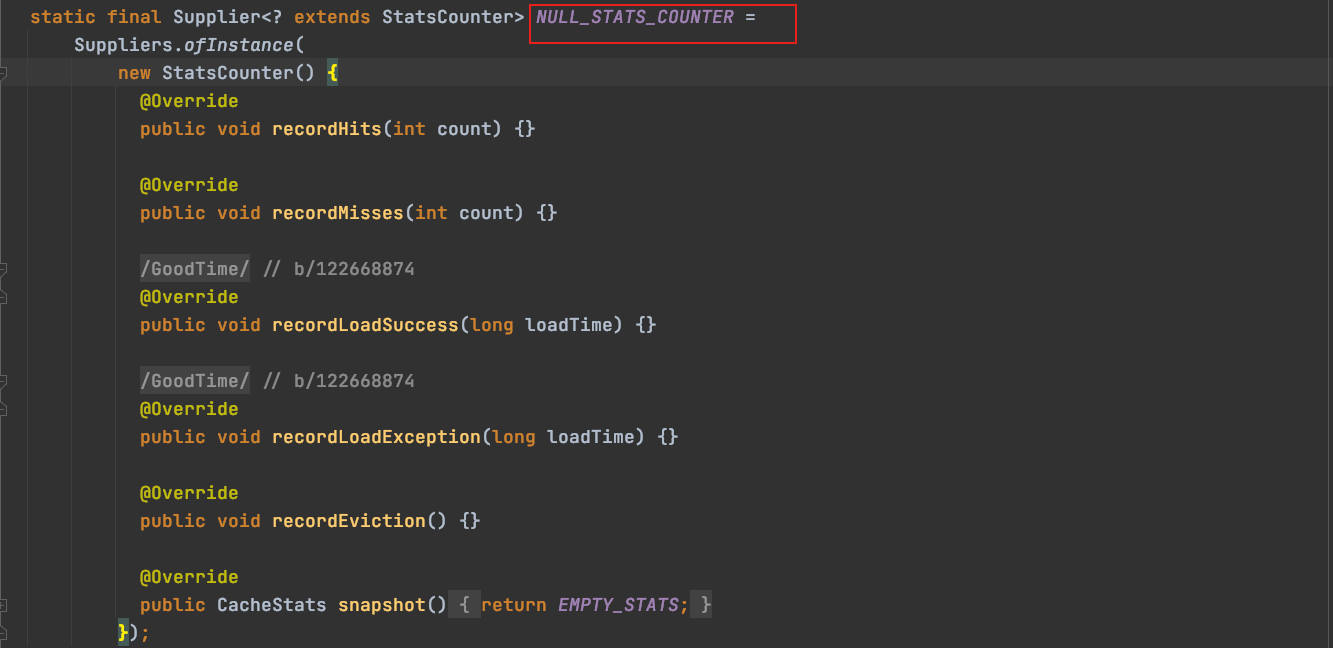 static final Supplier<? extends StatsCounter> NULL_STATS_COUNTER =
Suppliers.ofInstance(
new StatsCounter() {
@Override
public void recordHits(int count) {}
@Override
public void recordMisses(int count) {}
/GoodTime/ // b/122668874
@Override
public void recordLoadSuccess(long loadTime) {}
/GoodTime/ // b/122668874
@Override
public void recordLoadException(long loadTime) {}
@Override
public void recordEviction() {}
@Override
public CacheStats snapshot() { return EMPTY_STATS; }
});